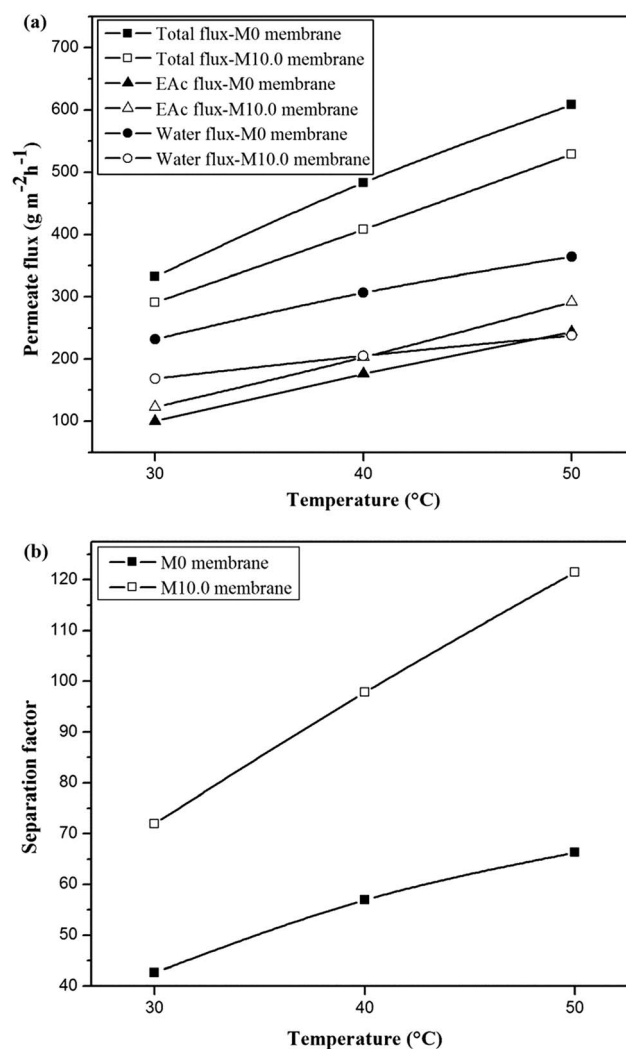 (a)
Total flux-M0 membrane
Total flux-M10.0 membrane
EAc flux-M0 membrane
EAc flux-M10.0 membrane
Water flux-M0 membrane
Water flux-M10.0 membrane
700
600
500
400
300
200
100
Permeate flux (g m⁻²h⁻¹)
30 40 50
Temperature (°C)
(b)
M0 membrane
M10.0 membrane
120
110
100
90
80
70
60
50
40
Separation factor
30 40 50
Temperature (°C)